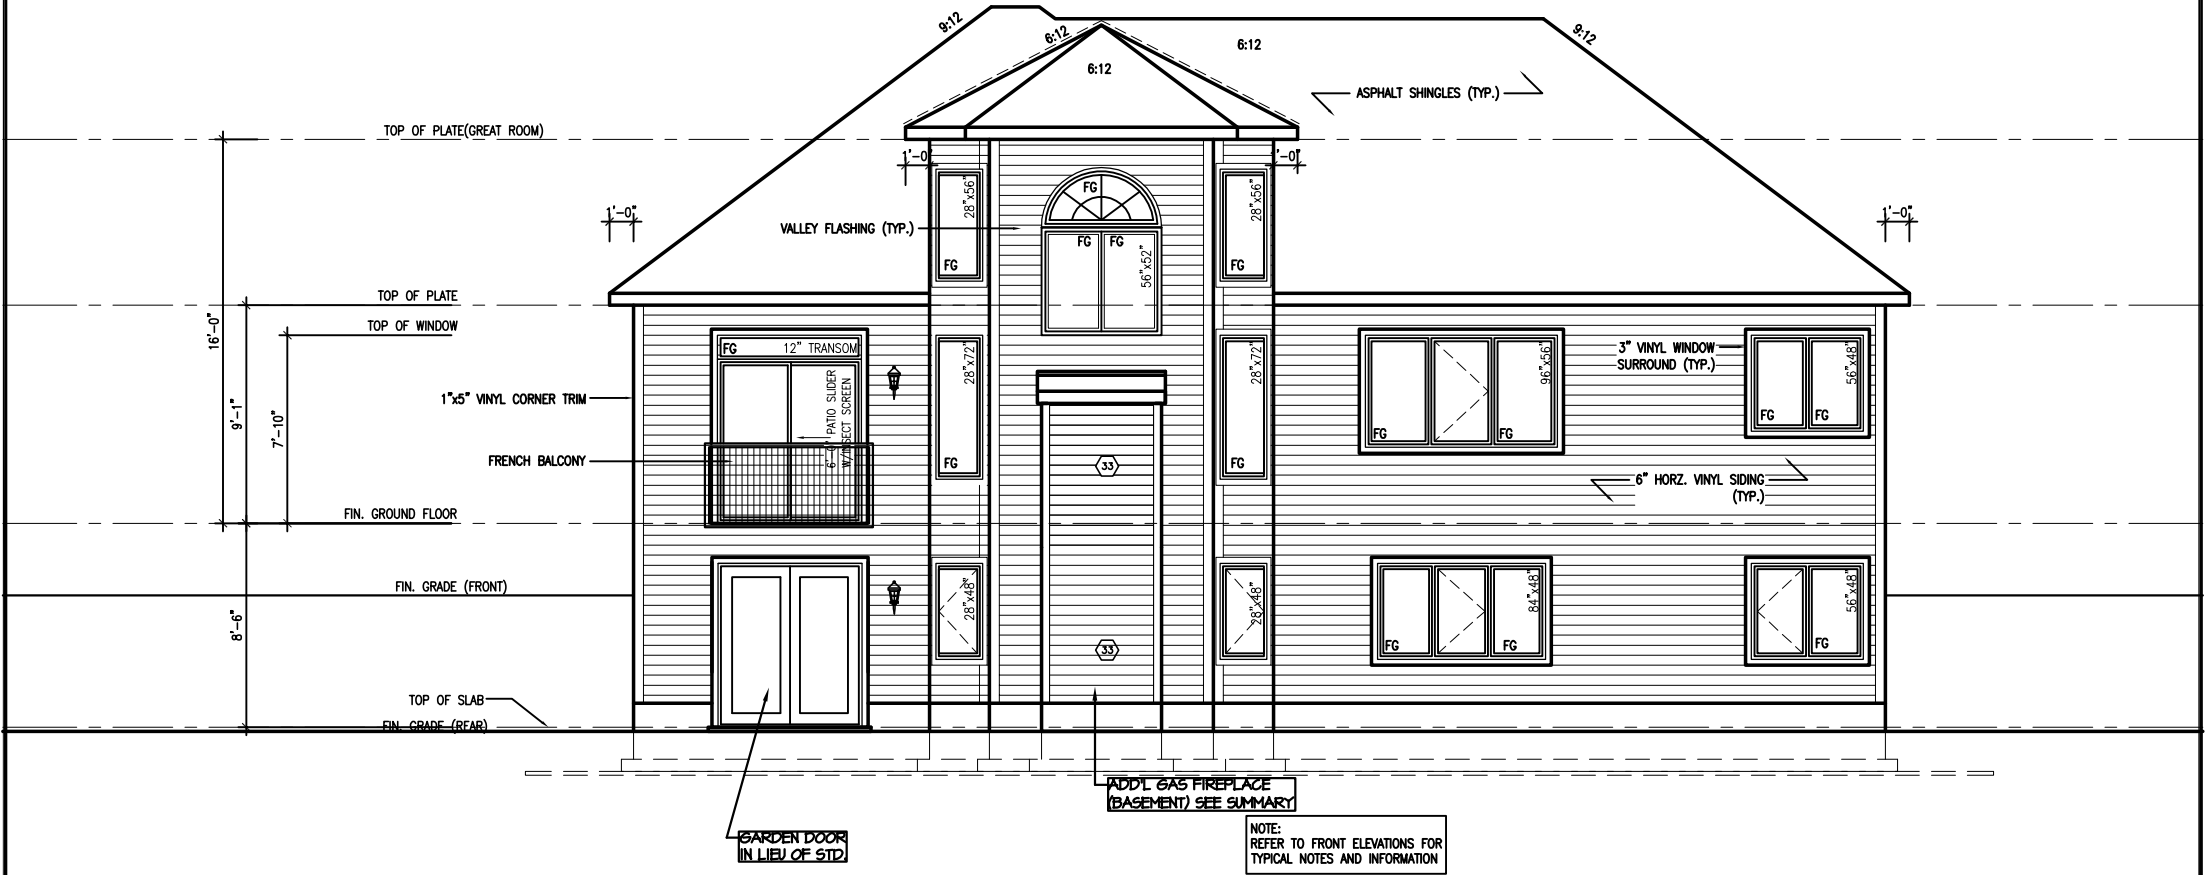 9:12
6:12
6:12
6:12
9:12
ASPHALT SHINGLES (TYP.)
TOP OF PLATE(GREAT ROOM)
1'-0"
1'-0"
1'-0"
1'-0"
28"x56"
FG
28"x56"
VALLEY FLASHING (TYP.)
FG FG
56"x52"
FG
FG
TOP OF PLATE
TOP OF WINDOW
16'-0"
9'-1"
7'-10"
FG 12" TRANSOM
28"x72"
28"x72"
3" VINYL WINDOW
SURROUND (TYP.)
96"x56"
56"x48"
1"x5" VINYL CORNER TRIM
6'-0" PATIO SLIDER
W/INSECT SCREEN
FG FG
FG FG
FRENCH BALCONY
FG
FG
33
6" HORZ. VINYL SIDING
(TYP.)
FIN. GROUND FLOOR
FIN. GRADE (FRONT)
8'-6"
28"x48"
28"x48"
84"x48"
56"x48"
FG FG
FG
33
TOP OF SLAB
FIN. GRADE (REAR)
ADD'L GAS FIREPLACE
(BASEMENT) SEE SUMMARY
GARDEN DOOR
IN LIEU OF STD.
NOTE:
REFER TO FRONT ELEVATIONS FOR
TYPICAL NOTES AND INFORMATION